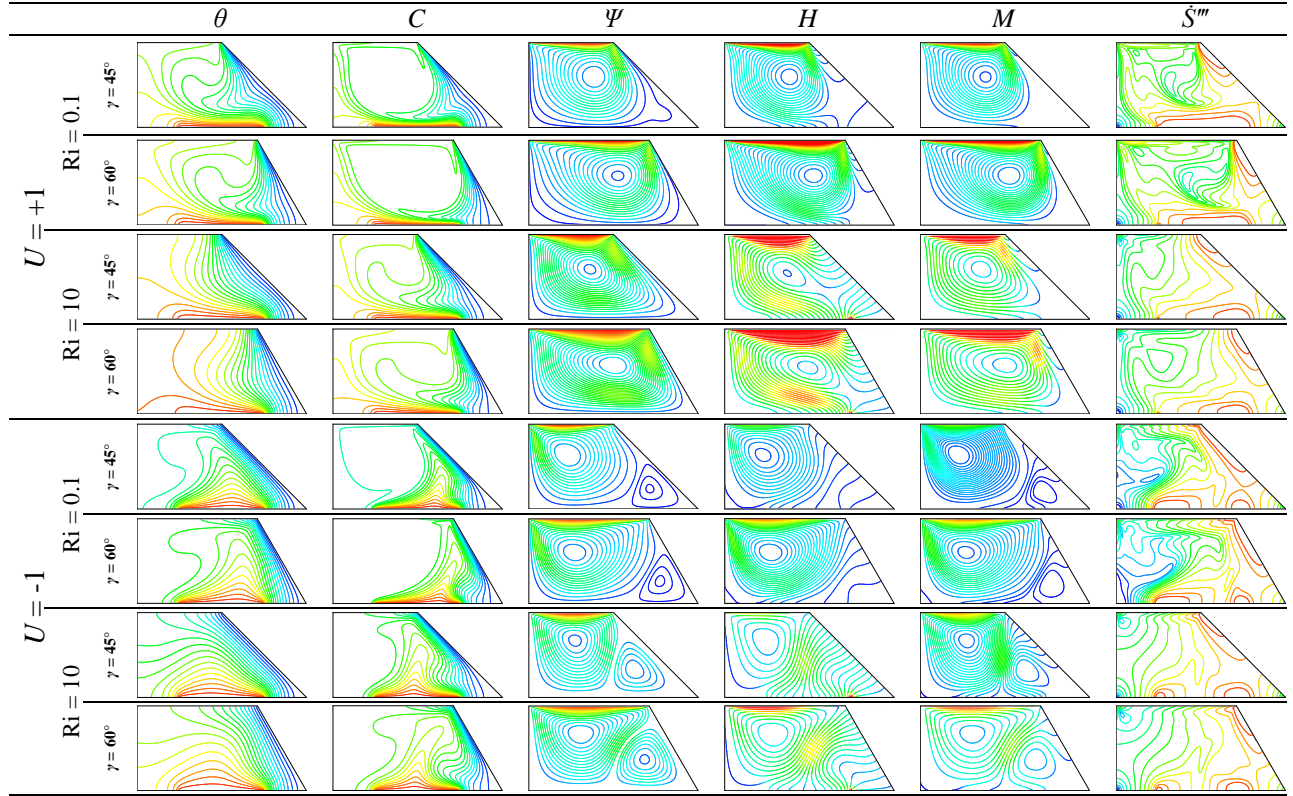 θ C Ψ H M Ṡ‴
U = +1
Ri = 0.1
γ = 45°
γ = 60°
Ri = 10
γ = 45°
γ = 60°
U = -1
Ri = 0.1
γ = 45°
γ = 60°
Ri = 10
γ = 45°
γ = 60°